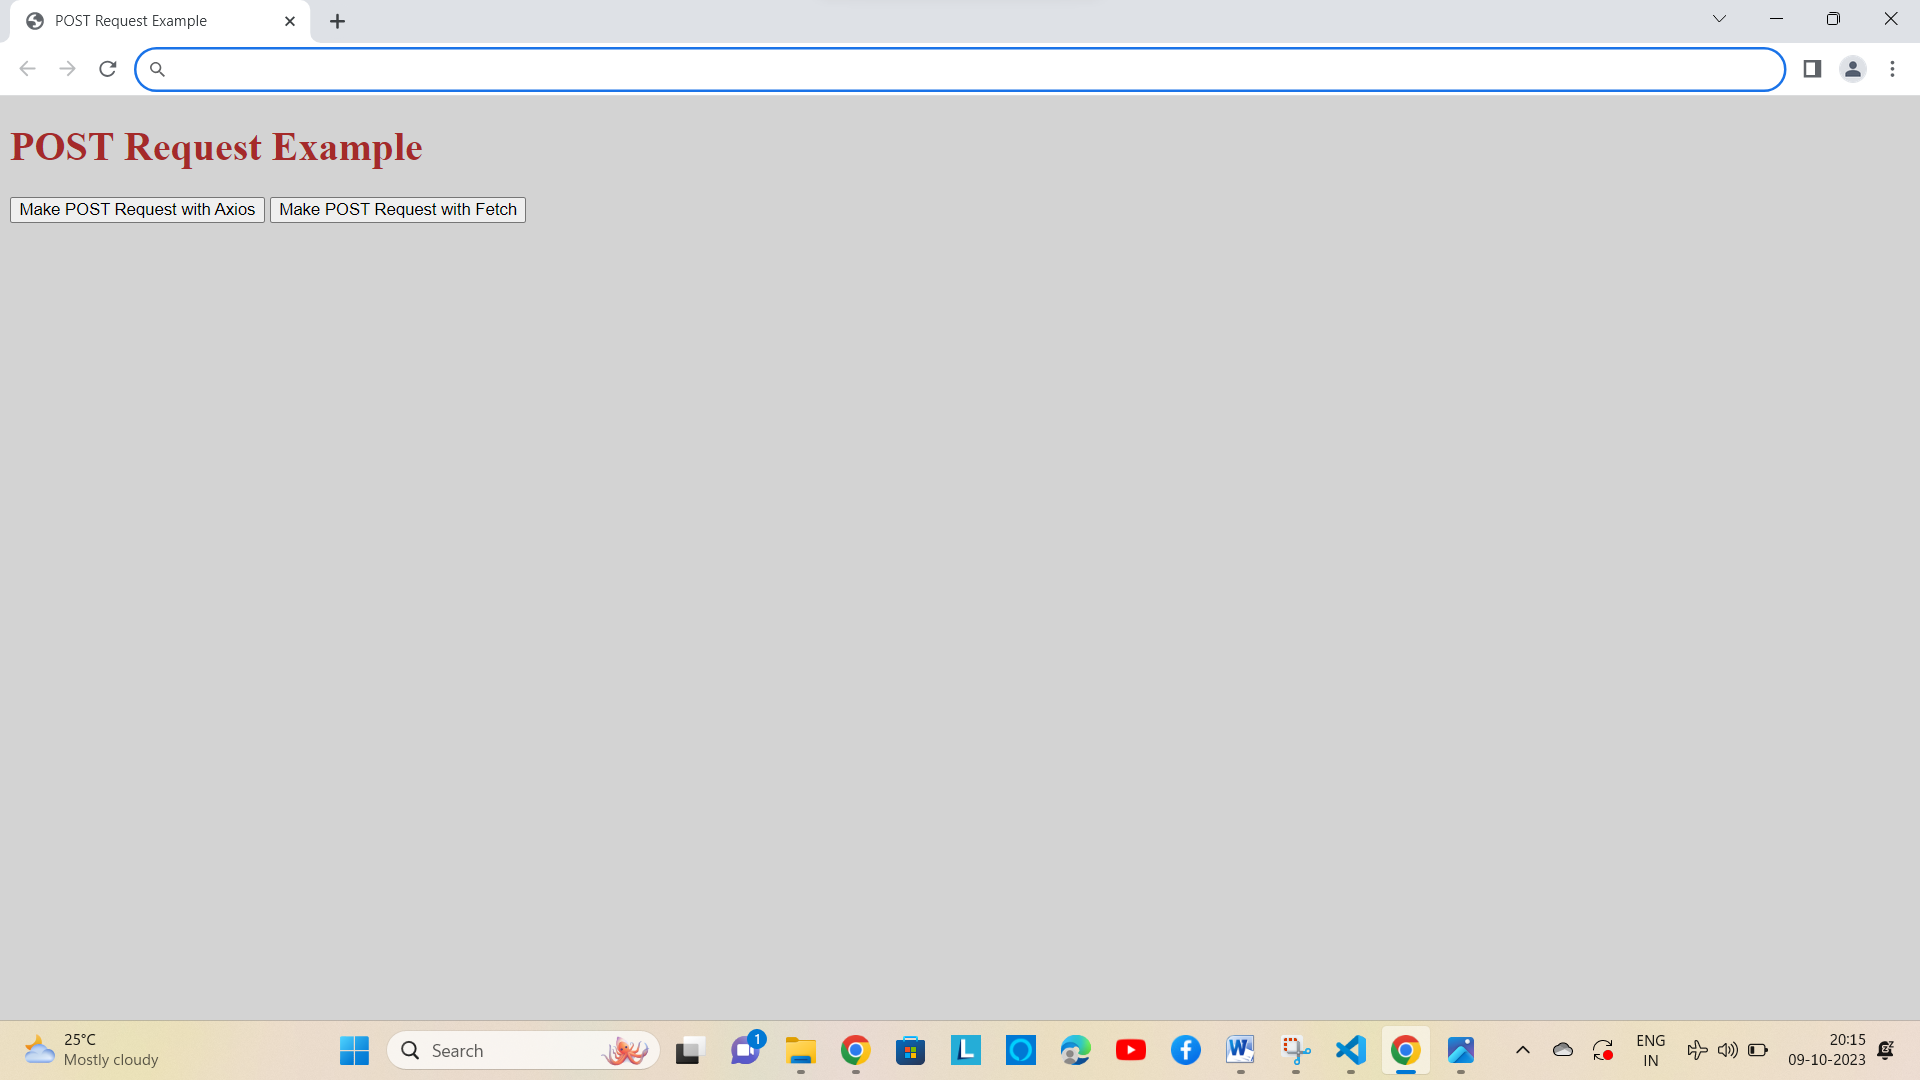 POST Request Example
POST Request Example
Make POST Request with Axios Make POST Request with Fetch
25°C
Mostly cloudy
Search
1
L
W
f
ENG
IN
20:15
09-10-2023